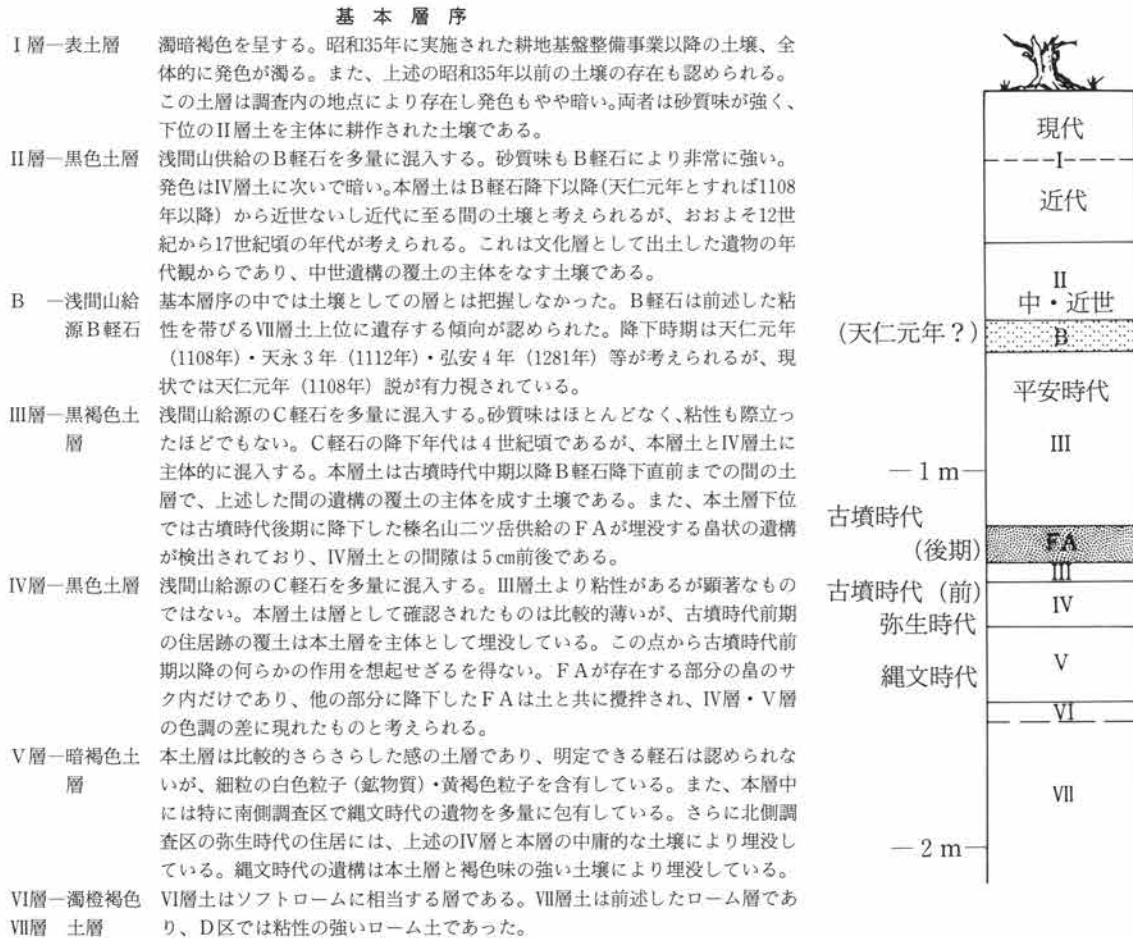 基本層序
I層―表土層 濁暗褐色を呈する。昭和35年に実施された耕地基盤整備事業以降の土壌、全
体的に発色が濁る。また、上述の昭和35年以前の土壌の存在も認められる。
この土層は調査内の地点により存在し発色もやや暗い。両者は砂質味が強く、
下位のII層土を主体に耕作された土壌である。
II層―黒色土層 浅間山供給のB軽石を多量に混入する。砂質味もB軽石により非常に強い。
発色はIV層土に次いで暗い。本層土はB軽石降下以降(天仁元年とすれば1108
年以降)から近世ないし近代に至る間の土壌と考えられるが、おおよそ12世
紀から17世紀頃の年代が考えられる。これは文化層として出土した遺物の年
代観からであり、中世遺構の覆土の主体をなす土壌である。
B ―浅間山給 基本層序の中では土壌としての層とは把握しなかった。B軽石は前述した粘
源B軽石 性を帯びるVII層土上位に遺存する傾向が認められた。降下時期は天仁元年
(1108年)・天永3年(1112年)・弘安4年(1281年)等が考えられるが、現
状では天仁元年(1108年)説が有力視されている。
III層―黒褐色土 浅間山給源のC軽石を多量に混入する。砂質味はほとんどなく、粘性も際立っ
層 たほどでもない。C軽石の降下年代は4世紀頃であるが、本層土とIV層土に
主体的に混入する。本層土は古墳時代中期以降B軽石降下直前までの間の土
層で、上述した間の遺構の覆土の主体を成す土壌である。また、本土層下位
では古墳時代後期に降下した榛名山二ツ岳供給のFAが埋没する畠状の遺構
が検出されており、IV層土との間隙は5㎝前後である。
IV層―黒色土層 浅間山給源のC軽石を多量に混入する。III層土より粘性があるが顕著なもの
ではない。本層土は層として確認されたものは比較的薄いが、古墳時代前期
の住居跡の覆土は本土層を主体として埋没している。この点から古墳時代前
期以降の何らかの作用を想起せざるを得ない。FAが存在する部分の畠のサ
ク内だけであり、他の部分に降下したFAは土と共に攪拌され、IV層・V層
の色調の差に現れたものと考えられる。
V層―暗褐色土 本土層は比較的さらさらした感の土層であり、明定できる軽石は認められな
層 いが、細粒の白色粒子(鉱物質)・黄褐色粒子を含有している。また、本層中
には特に南側調査区で縄文時代の遺物を多量に包有している。さらに北側調
査区の弥生時代の住居には、上述のIV層と本層の中庸的な土壌により埋没し
ている。縄文時代の遺構は本土層と褐色味の強い土壌により埋没している。
VI層―濁橙褐色 VI層土はソフトロームに相当する層である。VII層土は前述したローム層であ
VII層 土層 り、D区では粘性の強いローム土であった。
現代
I
近代
II
中・近世
(天仁元年?)
B
平安時代
III
―1m―
古墳時代
(後期)
FA
III
古墳時代(前)
IV
弥生時代
V
縄文時代
VI
VII
―2m―